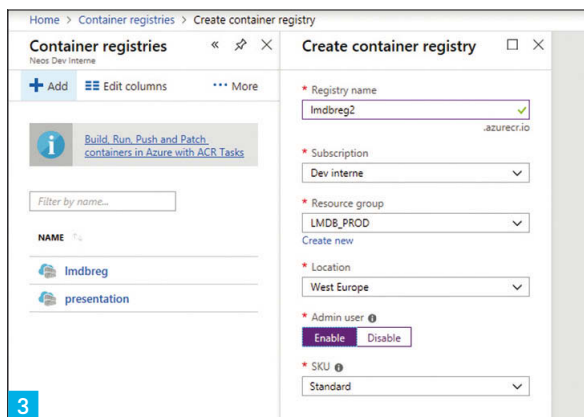 Home > Container registries > Create container registry
Container registries
Neos Dev Interne
Add
Edit columns
More
Build, Run, Push and Patch
containers in Azure with ACR Tasks
Filter by name...
NAME
lmdbreg
presentation
Create container registry
* Registry name
lmdbreg2
.azurecr.io
* Subscription
Dev interne
* Resource group
LMDB_PROD
Create new
* Location
West Europe
* Admin user
Enable
Disable
* SKU
Standard
3